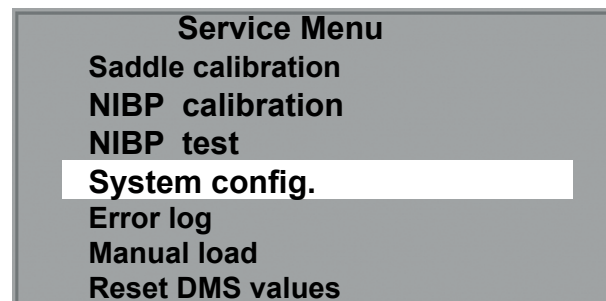 Service Menu
Saddle calibration
NIBP calibration
NIBP test
System config.
Error log
Manual load
Reset DMS values